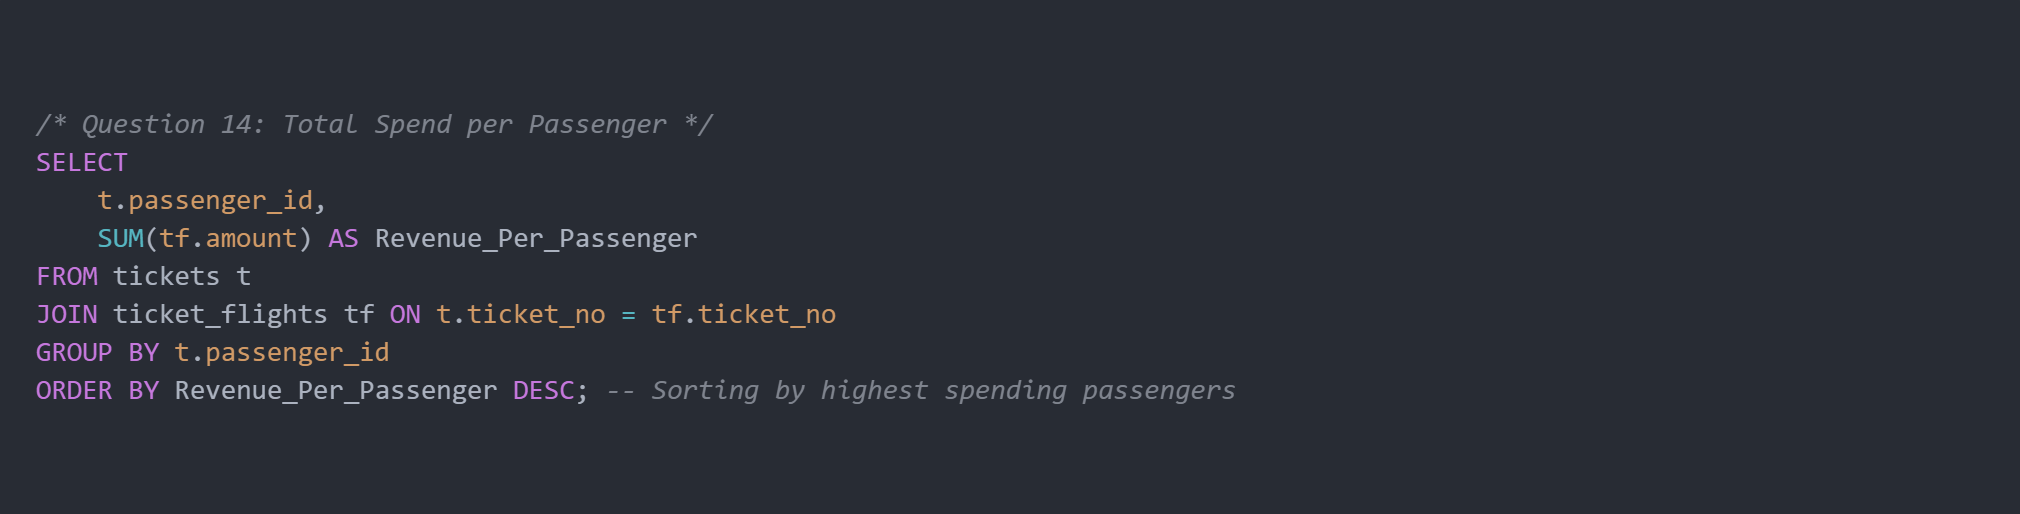 /* Question 14: Total Spend per Passenger */
SELECT
    t.passenger_id,
    SUM(tf.amount) AS Revenue_Per_Passenger
FROM tickets t
JOIN ticket_flights tf ON t.ticket_no = tf.ticket_no
GROUP BY t.passenger_id
ORDER BY Revenue_Per_Passenger DESC; -- Sorting by highest spending passengers